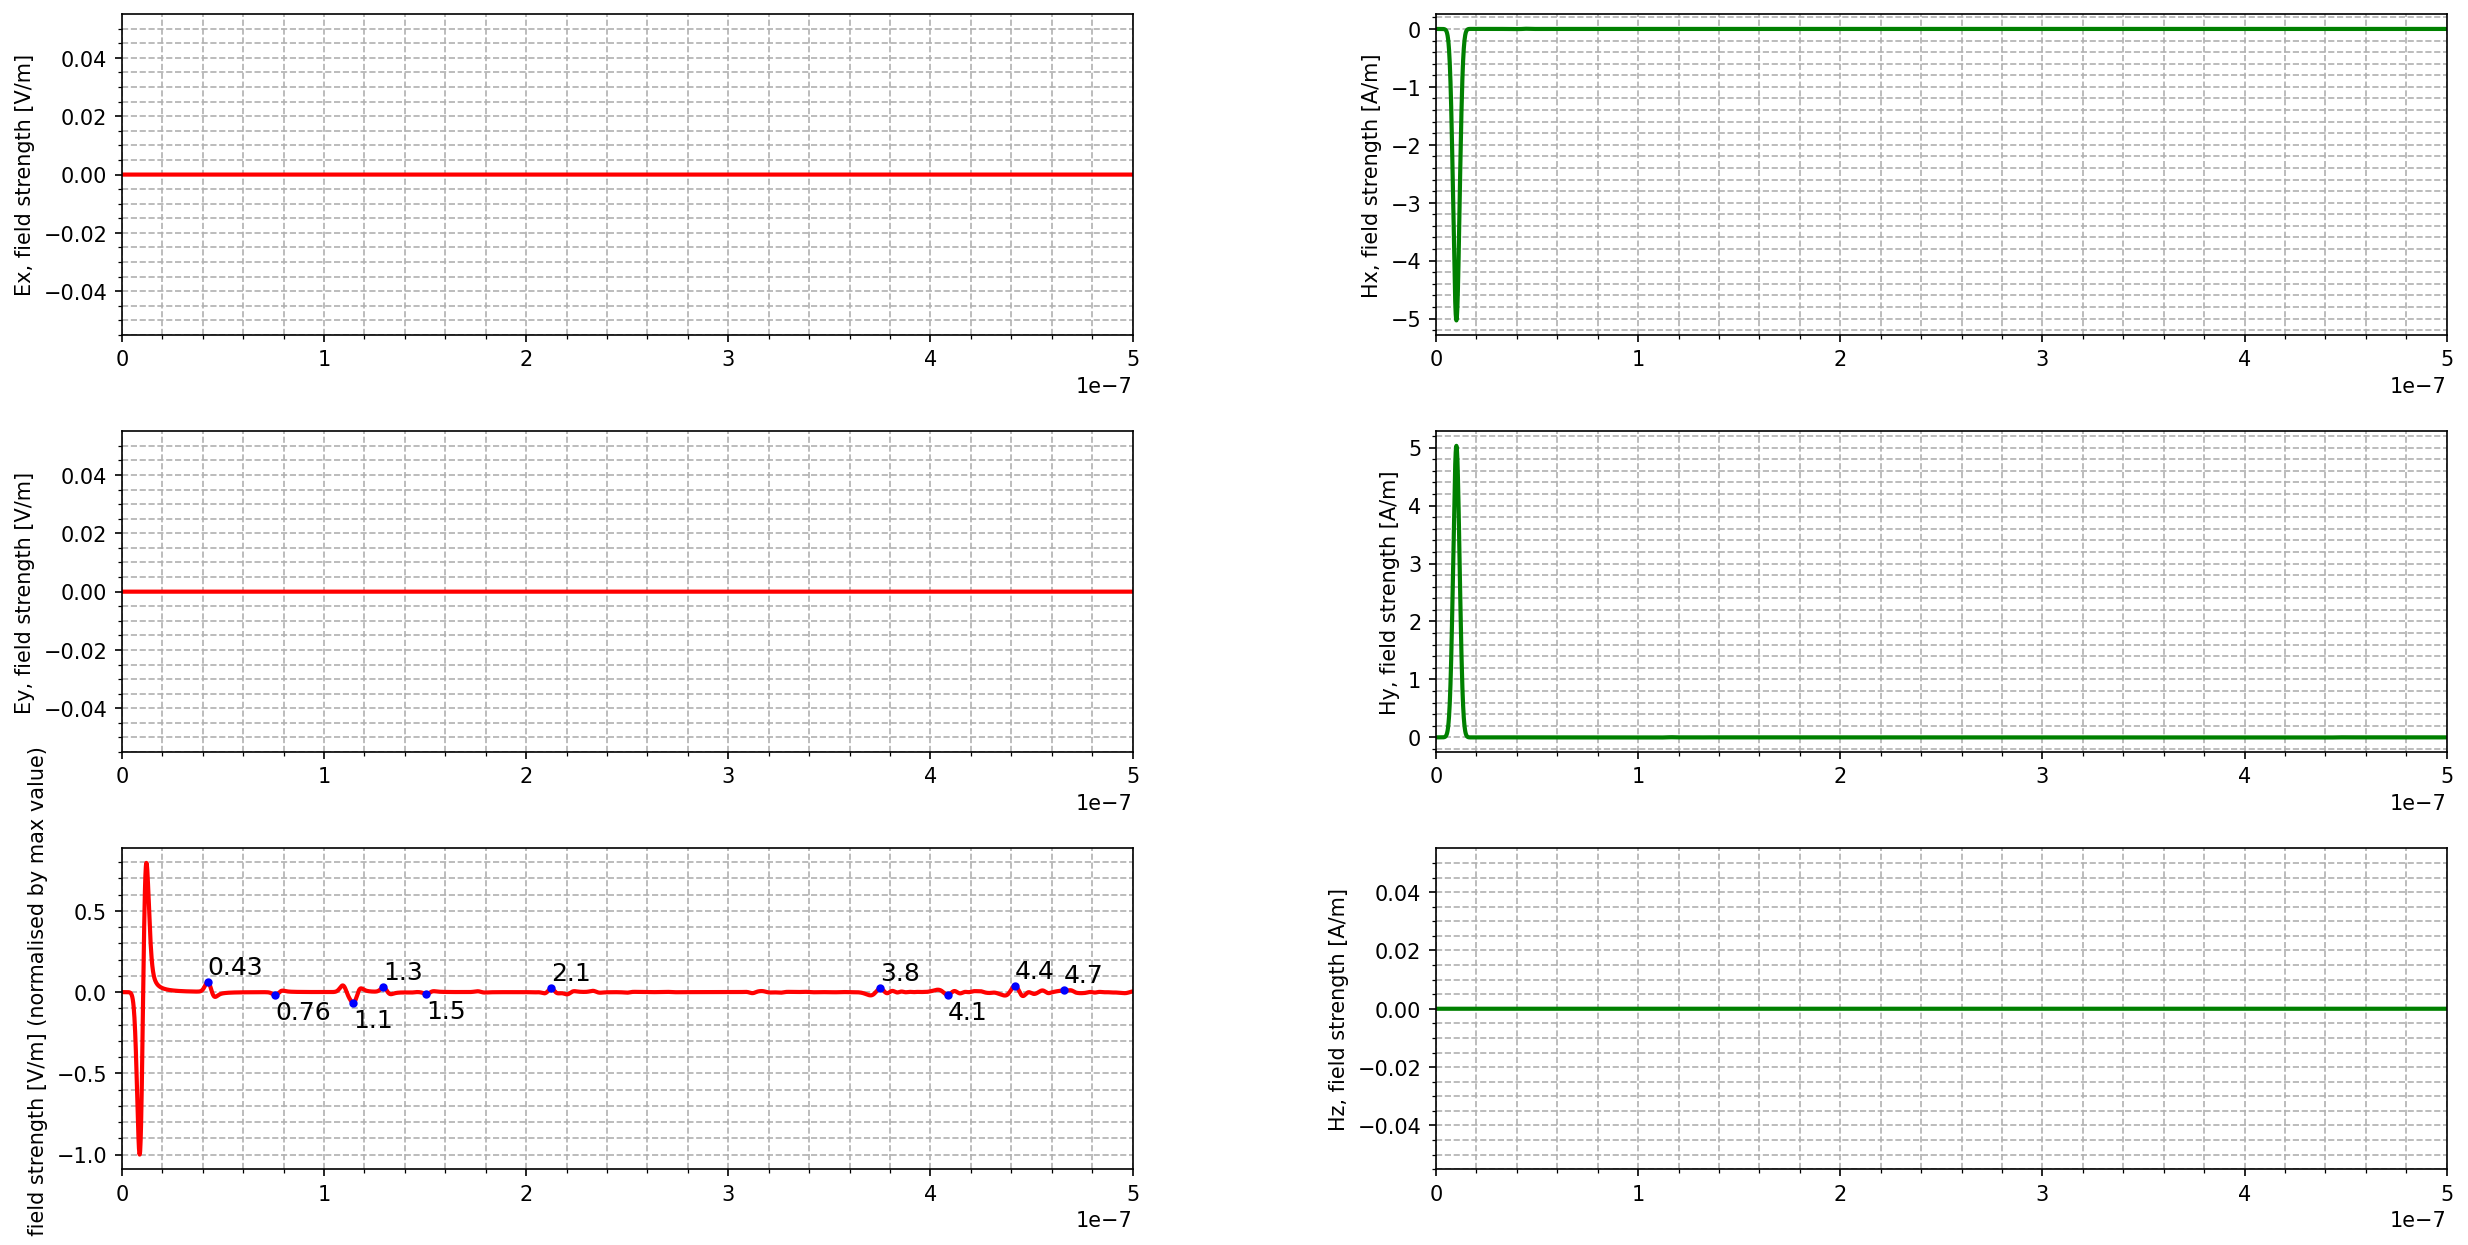 Ex, field strength [V/m]
0.04
0.02
0.00
−0.02
−0.04
0 1 2 3 4 5
1e−7
Hx, field strength [A/m]
0
−1
−2
−3
−4
−5
0 1 2 3 4 5
1e−7
Ey, field strength [V/m]
0.04
0.02
0.00
−0.02
−0.04
0 1 2 3 4 5
1e−7
Hy, field strength [A/m]
5
4
3
2
1
0
0 1 2 3 4 5
1e−7
field strength [V/m] (normalised by max value)
0.5
0.0
−0.5
−1.0
0.43
0.76
1.1
1.3
1.5
2.1
3.8
4.1
4.4
4.7
0 1 2 3 4 5
1e−7
Hz, field strength [A/m]
0.04
0.02
0.00
−0.02
−0.04
0 1 2 3 4 5
1e−7